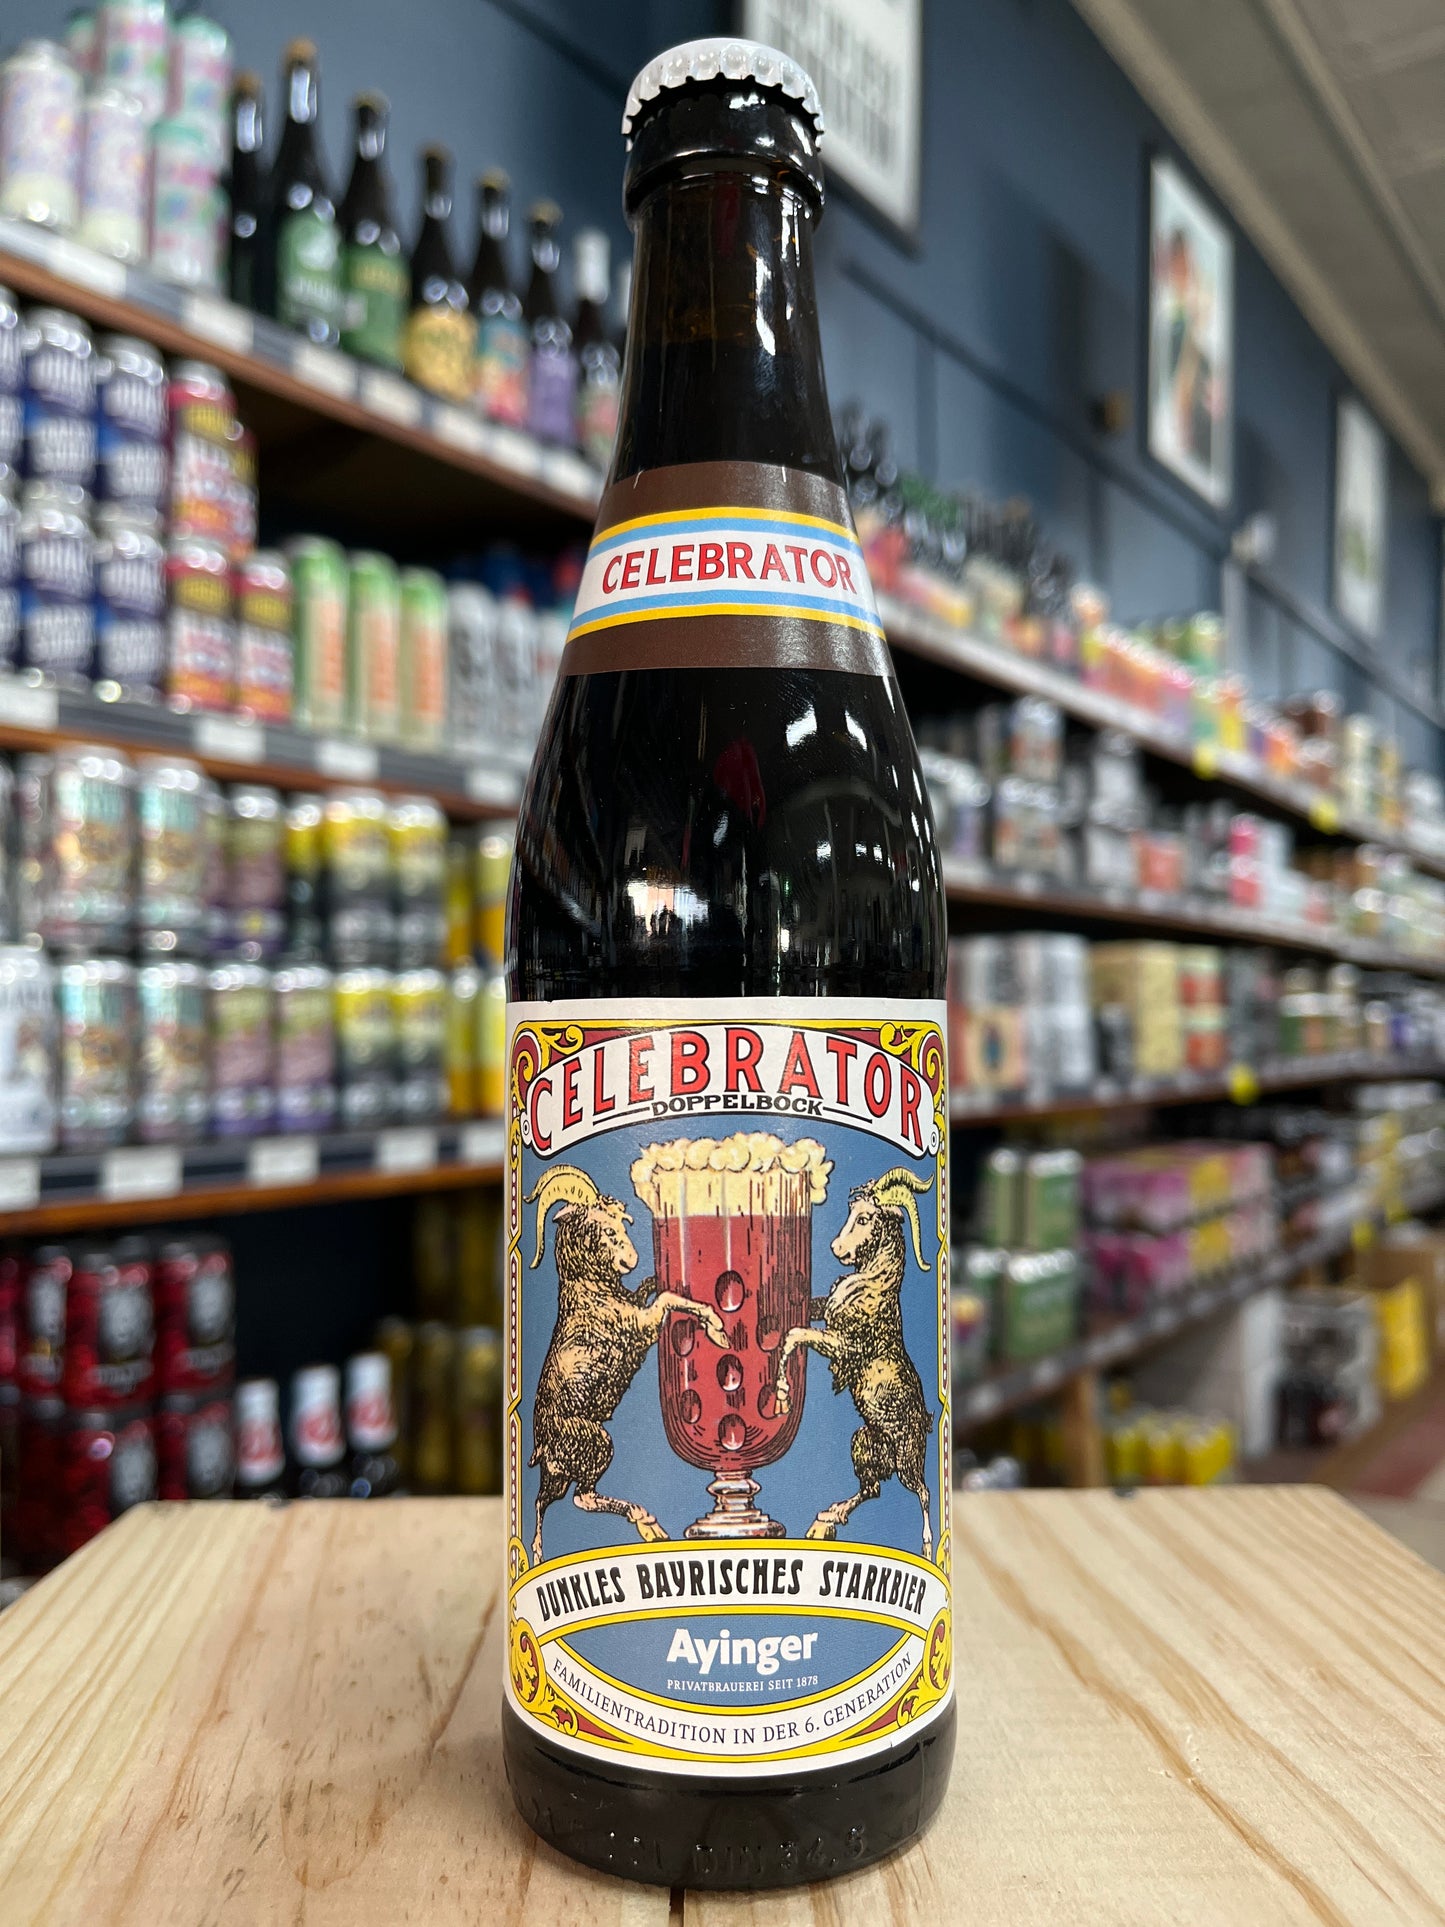 CELEBRATOR
CELEBRATOR
DOPPELBOCK
DUNKLES BAYRISCHES STARKBIER
Ayinger
PRIVATBRAUEREI SEIT 1878
FAMILIENTRADITION IN DER 6. GENERATION